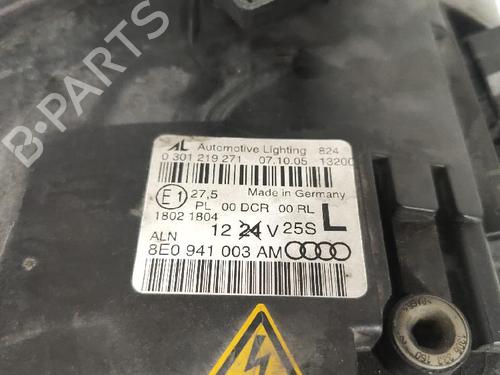 AL Automotive Lighting 824
0 301 219 271 07.10.05 13200
E1 27,5 Made in Germany
PL 00 DCR 00 RL
1802 1804
L
12 24 V 25S
ALN
8E0 941 003 AM
B-PARTS